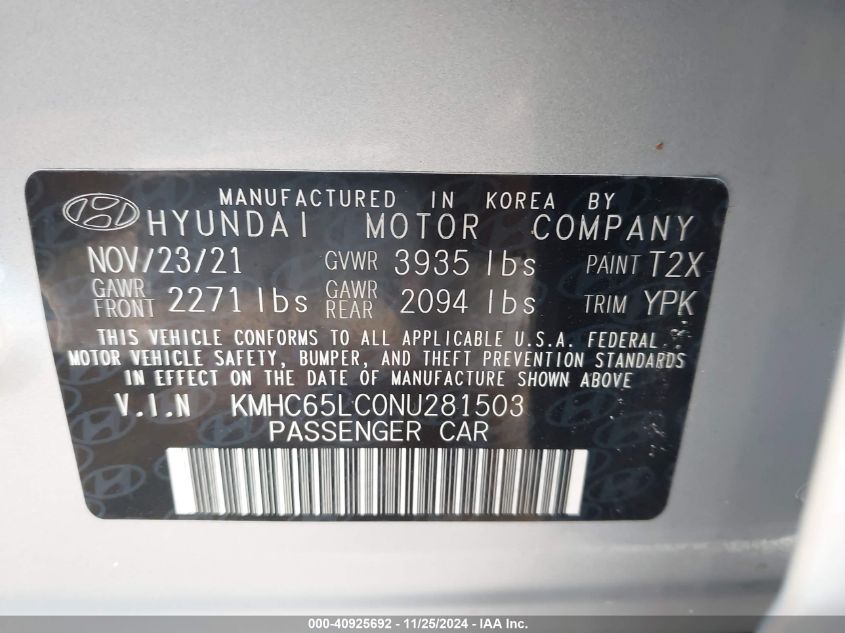 MANUFACTURED IN KOREA BY
HYUNDAI MOTOR COMPANY
NOV/23/21 GVWR 3935 lbs PAINT T2X
GAWR FRONT 2271 lbs GAWR REAR 2094 lbs TRIM YPK
THIS VEHICLE CONFORMS TO ALL APPLICABLE U.S.A. FEDERAL
MOTOR VEHICLE SAFETY, BUMPER, AND THEFT PREVENTION STANDARDS
IN EFFECT ON THE DATE OF MANUFACTURE SHOWN ABOVE
V.I.N KMHC65LC0NU281503
PASSENGER CAR
000-40925692 - 11/25/2024 - IAA Inc.